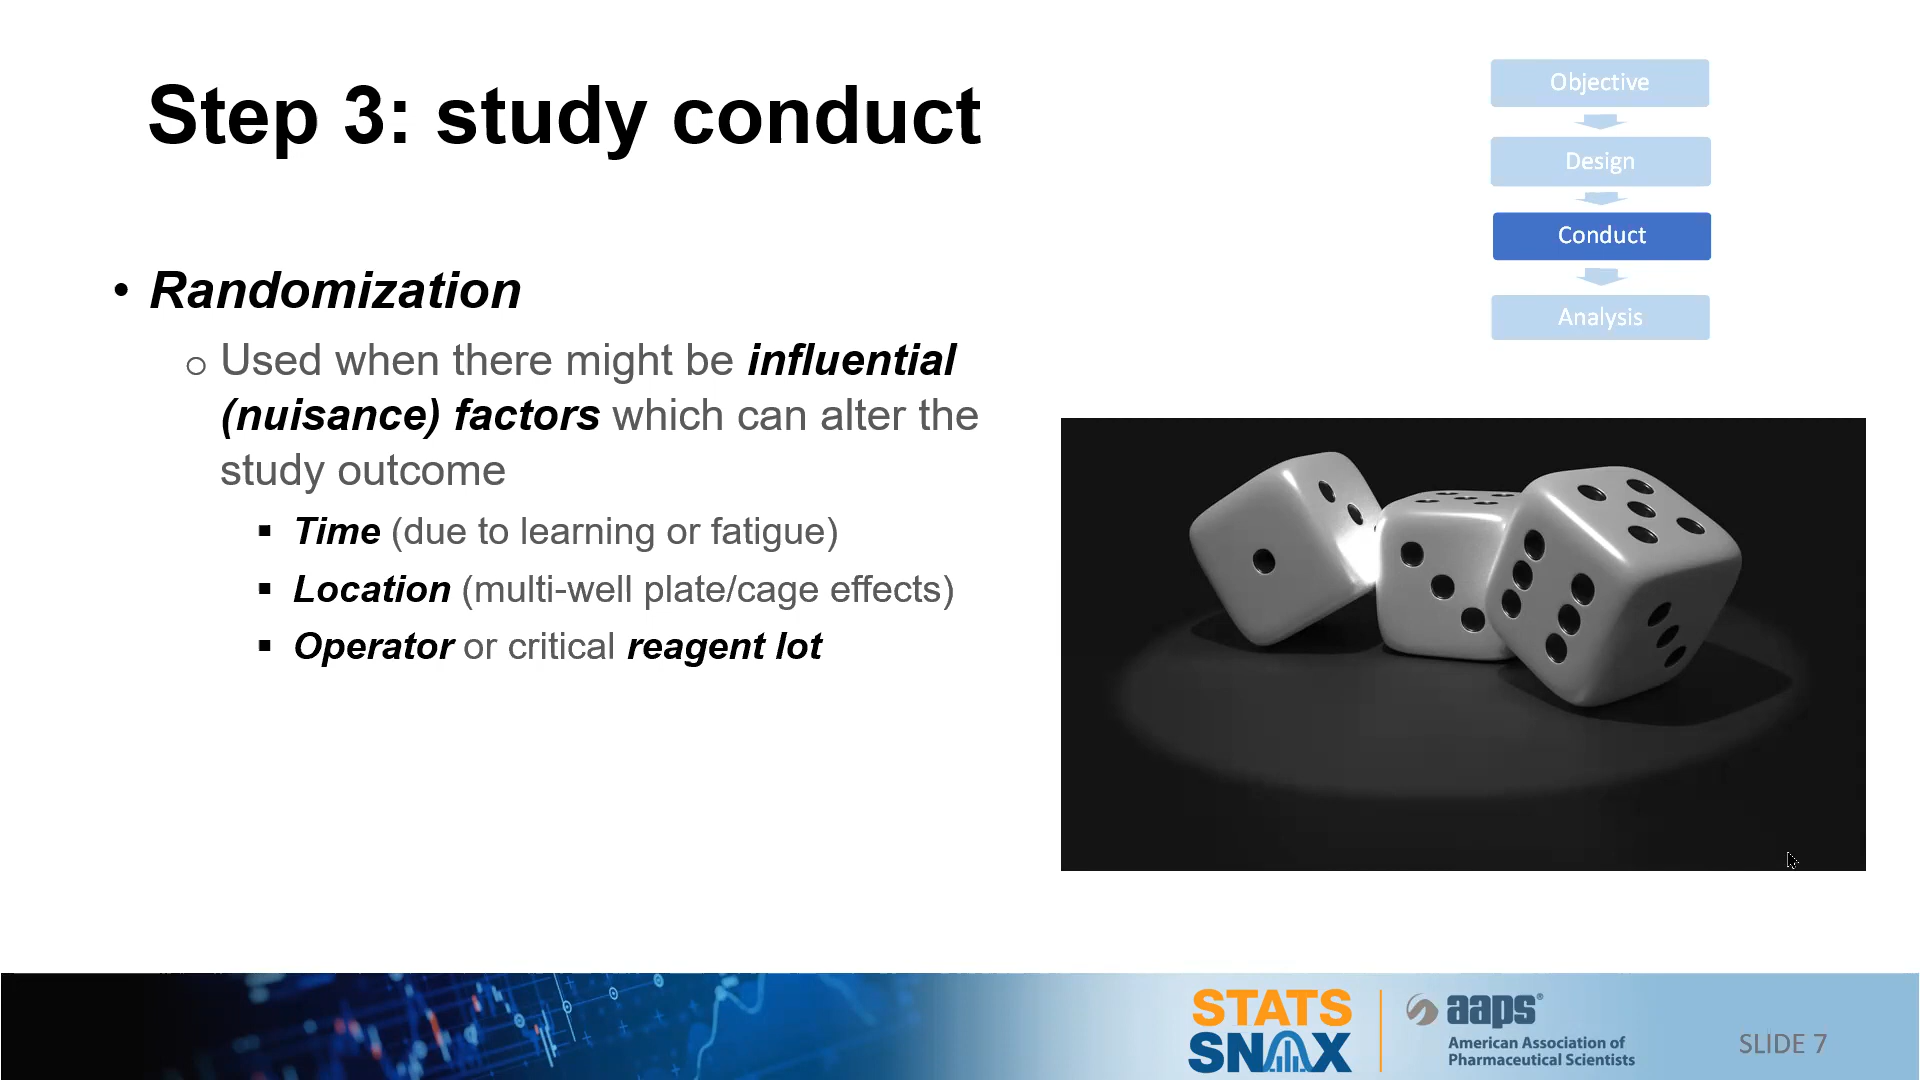 Step 3: study conduct
Objective
Design
Conduct
Analysis
• Randomization
o Used when there might be influential
(nuisance) factors which can alter the
study outcome
▪ Time (due to learning or fatigue)
▪ Location (multi-well plate/cage effects)
▪ Operator or critical reagent lot
STATS
SNAX
aaps®
American Association of
Pharmaceutical Scientists
SLIDE 7